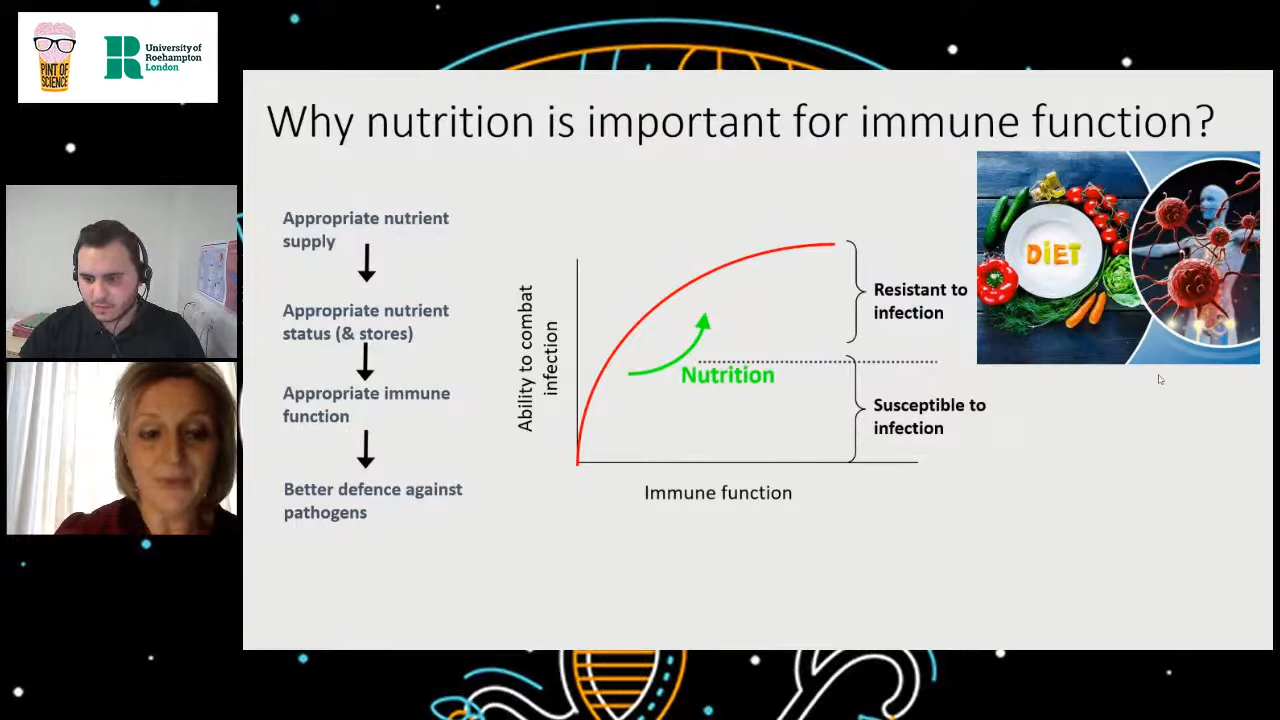 PINT OF
SCIENCE
University of
Roehampton
London
Why nutrition is important for immune function?
Appropriate nutrient
supply
Appropriate nutrient
status (& stores)
Appropriate immune
function
Better defence against
pathogens
Ability to combat
infection
Immune function
Nutrition
Resistant to
infection
Susceptible to
infection
DiET